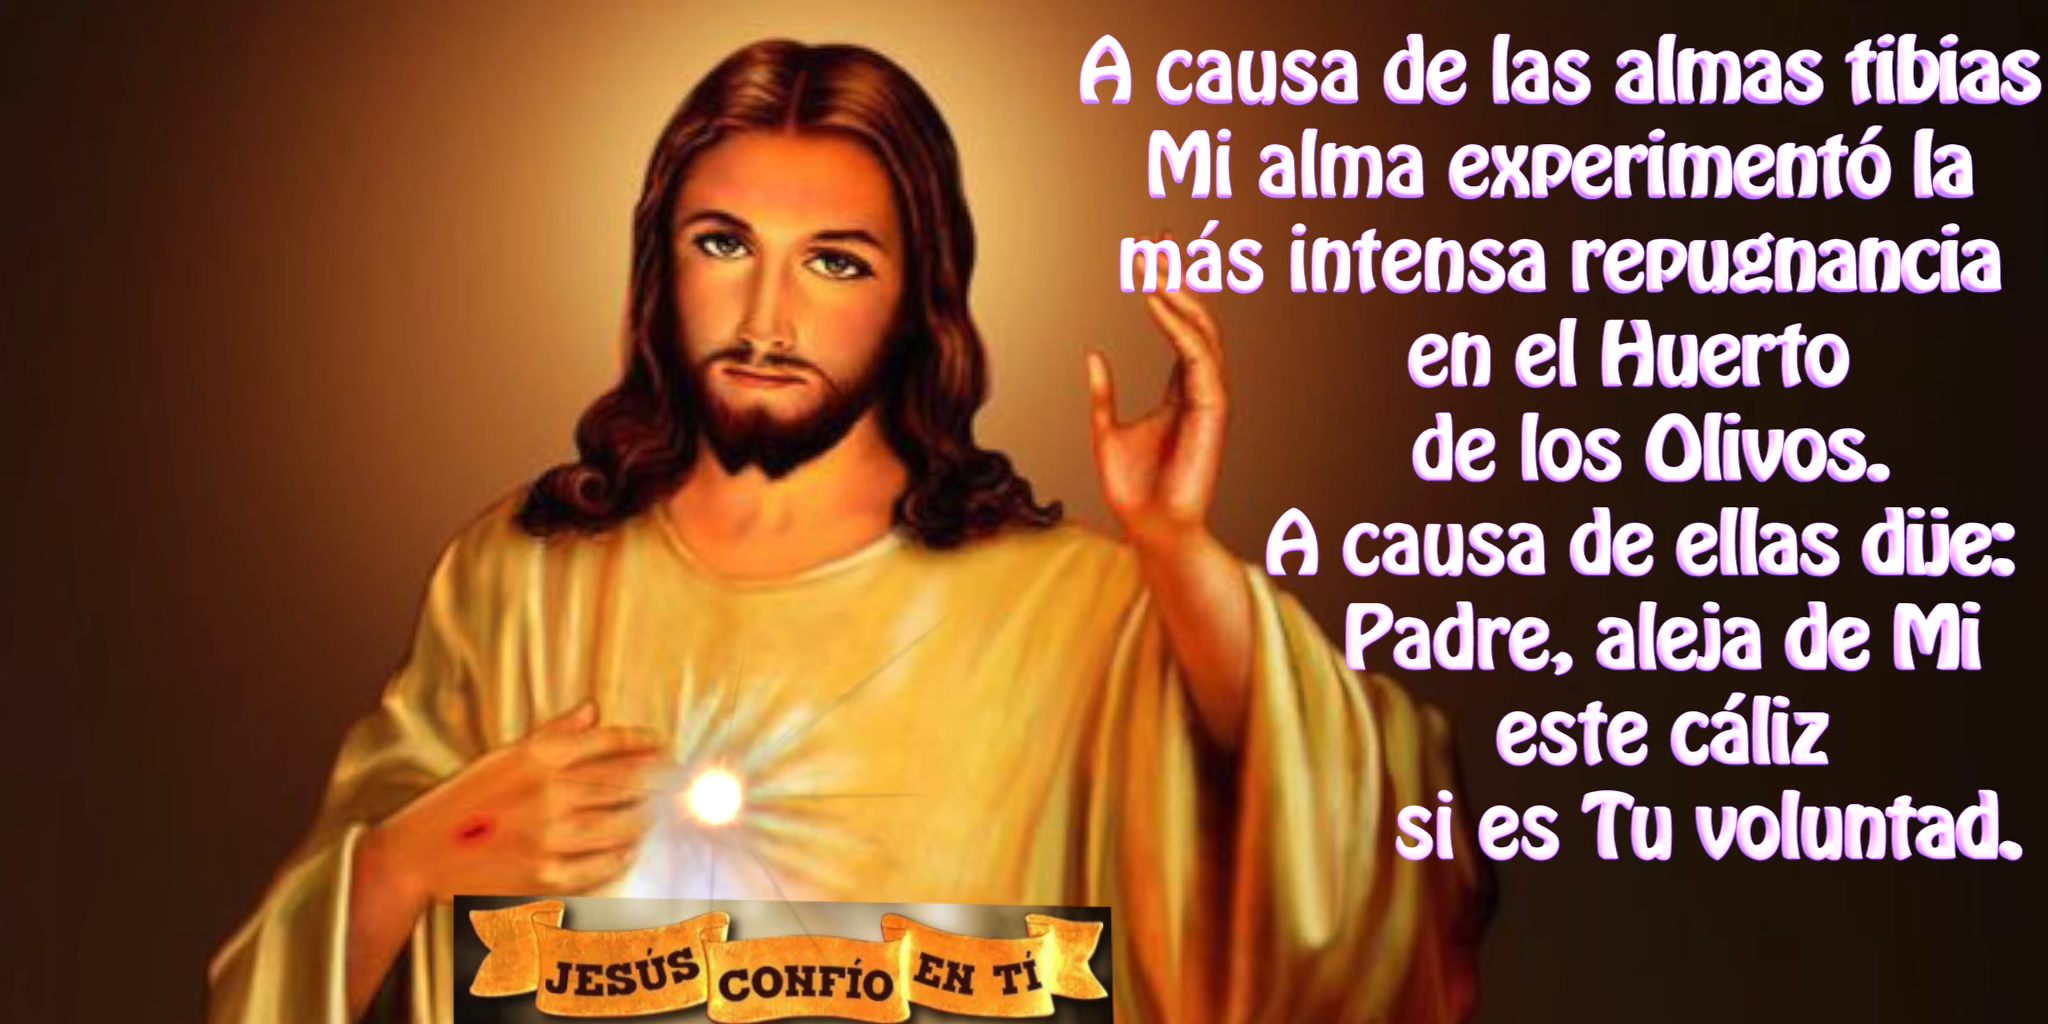 A causa de las almas tibias
Mi alma experimentó la
más intensa repugnancia
en el Huerto
de los Olivos.
A causa de ellas dije:
Padre, aleja de Mi
este cáliz
si es Tu voluntad.
JESÚS CONFÍO EN TÍ